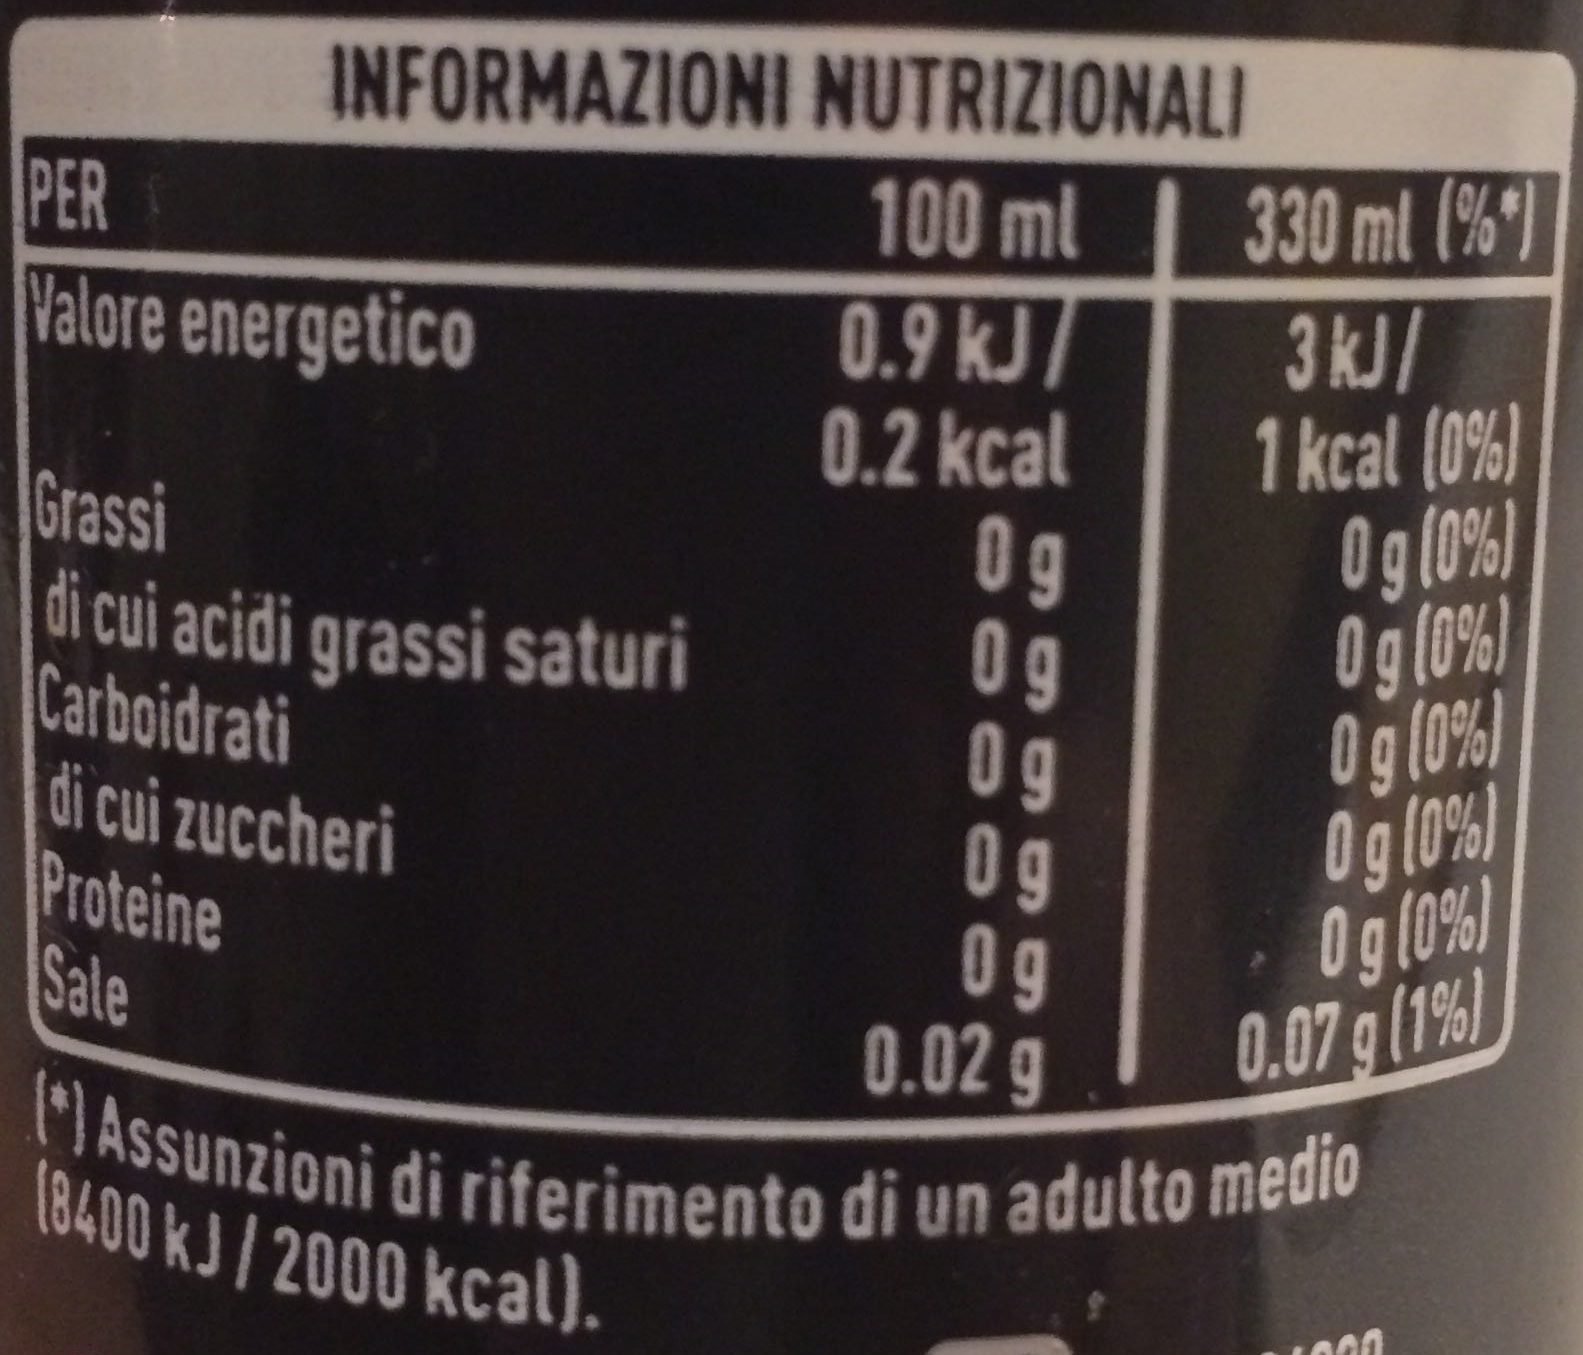 INFORMAZIONI NUTRIZIONALI
PER 100 ml 330 ml (%*)
Valore energetico 0.9 kJ/ 3 kJ/
0.2 kcal 1 kcal (0%)
Grassi 0 g 0 g (0%)
di cui acidi grassi saturi 0 g 0 g (0%)
Carboidrati 0 g 0 g (0%)
di cui zuccheri 0 g 0 g (0%)
Proteine 0 g 0 g (0%)
Sale 0.02 g 0.07 g (1%)
(*) Assunzioni di riferimento di un adulto medio
(8400 kJ / 2000 kcal).